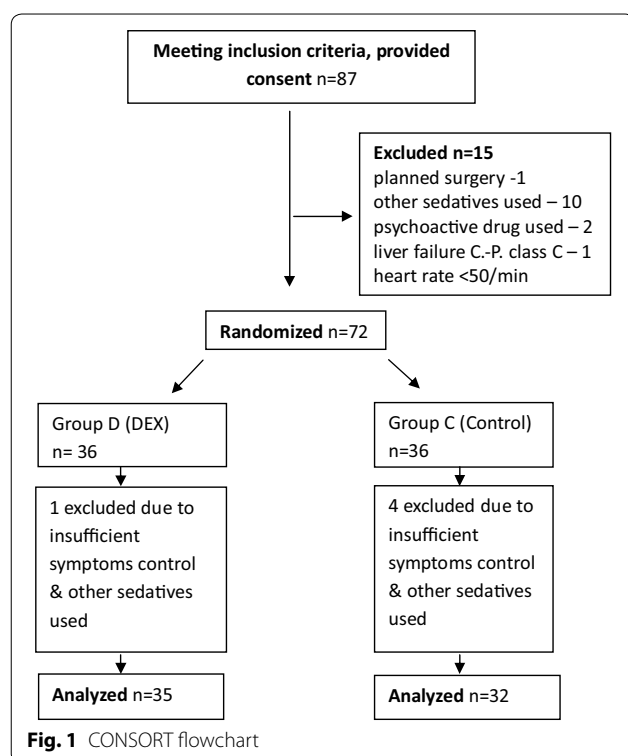 Meeting inclusion criteria, provided
consent n=87
Excluded n=15
planned surgery -1
other sedatives used – 10
psychoactive drug used – 2
liver failure C.-P. class C – 1
heart rate <50/min
Randomized n=72
Group D (DEX)
n= 36
Group C (Control)
n=36
1 excluded due to
insufficient
symptoms control
& other sedatives
used
4 excluded due to
insufficient
symptoms control
& other sedatives
used
Analyzed n=35
Analyzed n=32
Fig. 1 CONSORT flowchart